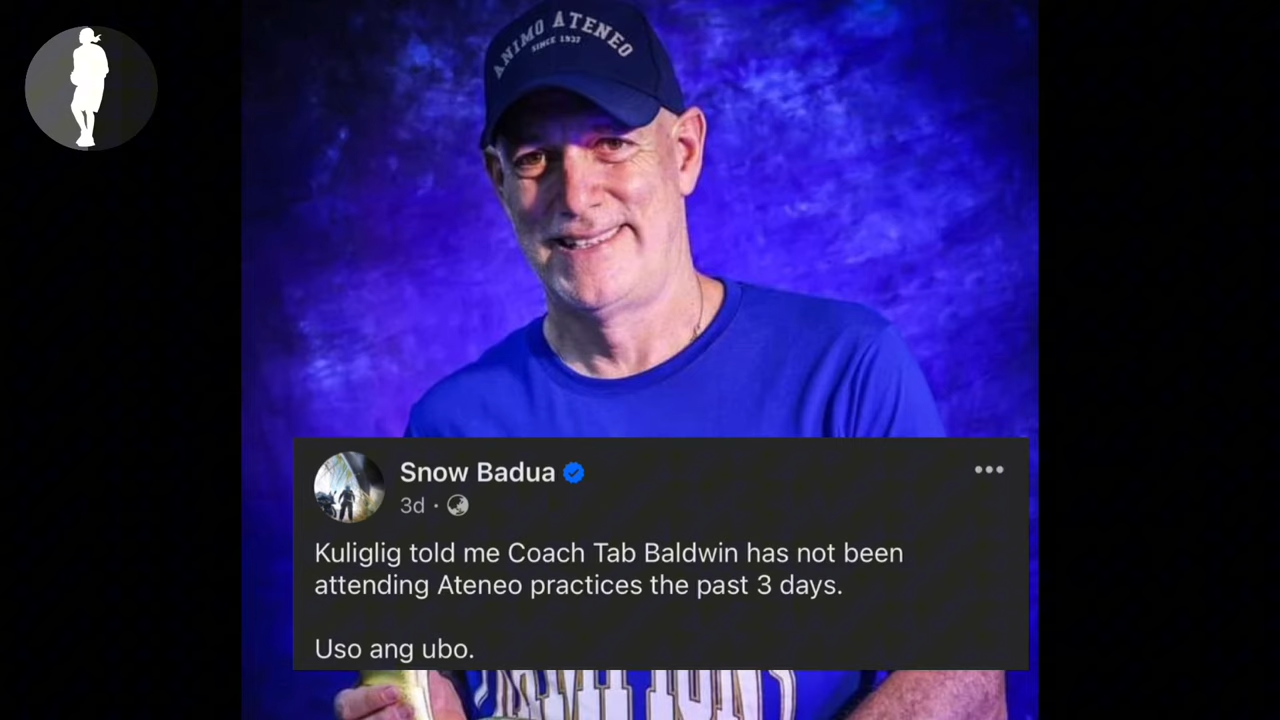 ANIMO ATENEO
SINCE 1937
Snow Badua
3d ·
Kuliglig told me Coach Tab Baldwin has not been
attending Ateneo practices the past 3 days.
Uso ang ubo.